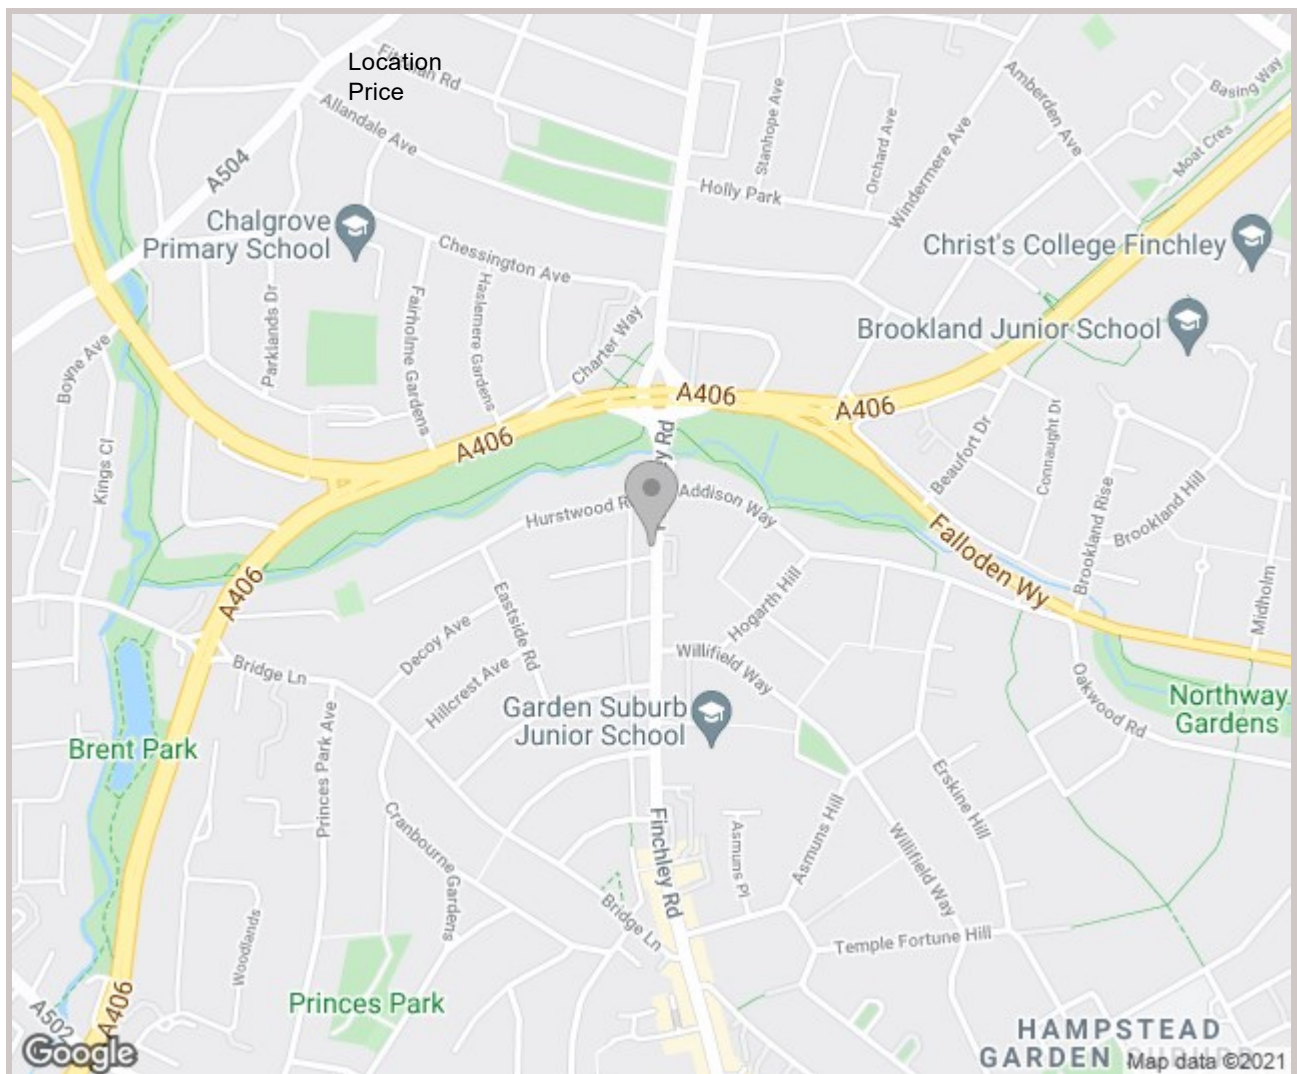 Location
Price
Rd
Allandale Ave
A504
Chalgrove
Primary School
Chessington Ave
Haslemere Gardens
Fairholme Gardens
Parklands Dr
Boyne Ave
Kings Cl
Charter Way
Stanhope Ave
Orchard Ave
Holly Park
Windermere Ave
Amberden Ave
Basing Way
Moat Cres
Christ's College Finchley
Brookland Junior School
A406
A406
A406
Rd
Hurstwood
Addison Way
Beaufort Dr
Connaught Dr
Brookland Rise
Brookland Hill
Falloden Wy
Midholm
A406
Eastside Rd
Decoy Ave
Hillcrest Ave
Bridge Ln
Hogarth Hill
Willifield Way
Oakwood Rd
Northway
Gardens
Garden Suburb
Junior School
Brent Park
Princes Park Ave
Cranbourne Gardens
Finchley Rd
Asmuns Pl
Asmuns Hill
Willifield Way
Erskine Hill
Bridge Ln
Temple Fortune Hill
Woodlands
Princes Park
A502
A406
HAMPSTEAD
GARDEN
Google
Map data ©2021